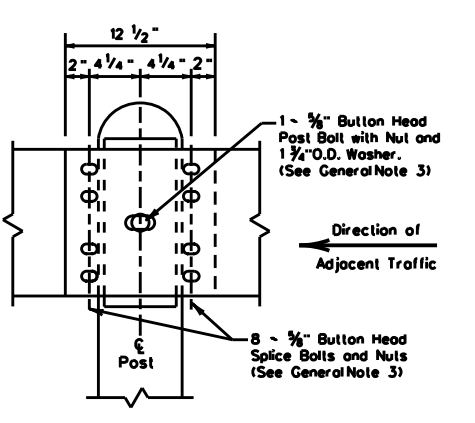 12 1/2"
2" 4 1/4" 4 1/4" 2"
1 - 5/8" Button Head
Post Bolt with Nut and
1 3/4" O.D. Washer.
(See General Note 3)
Direction of
Adjacent Traffic
8 - 5/8" Button Head
Splice Bolts and Nuts
(See General Note 3)
℄
Post